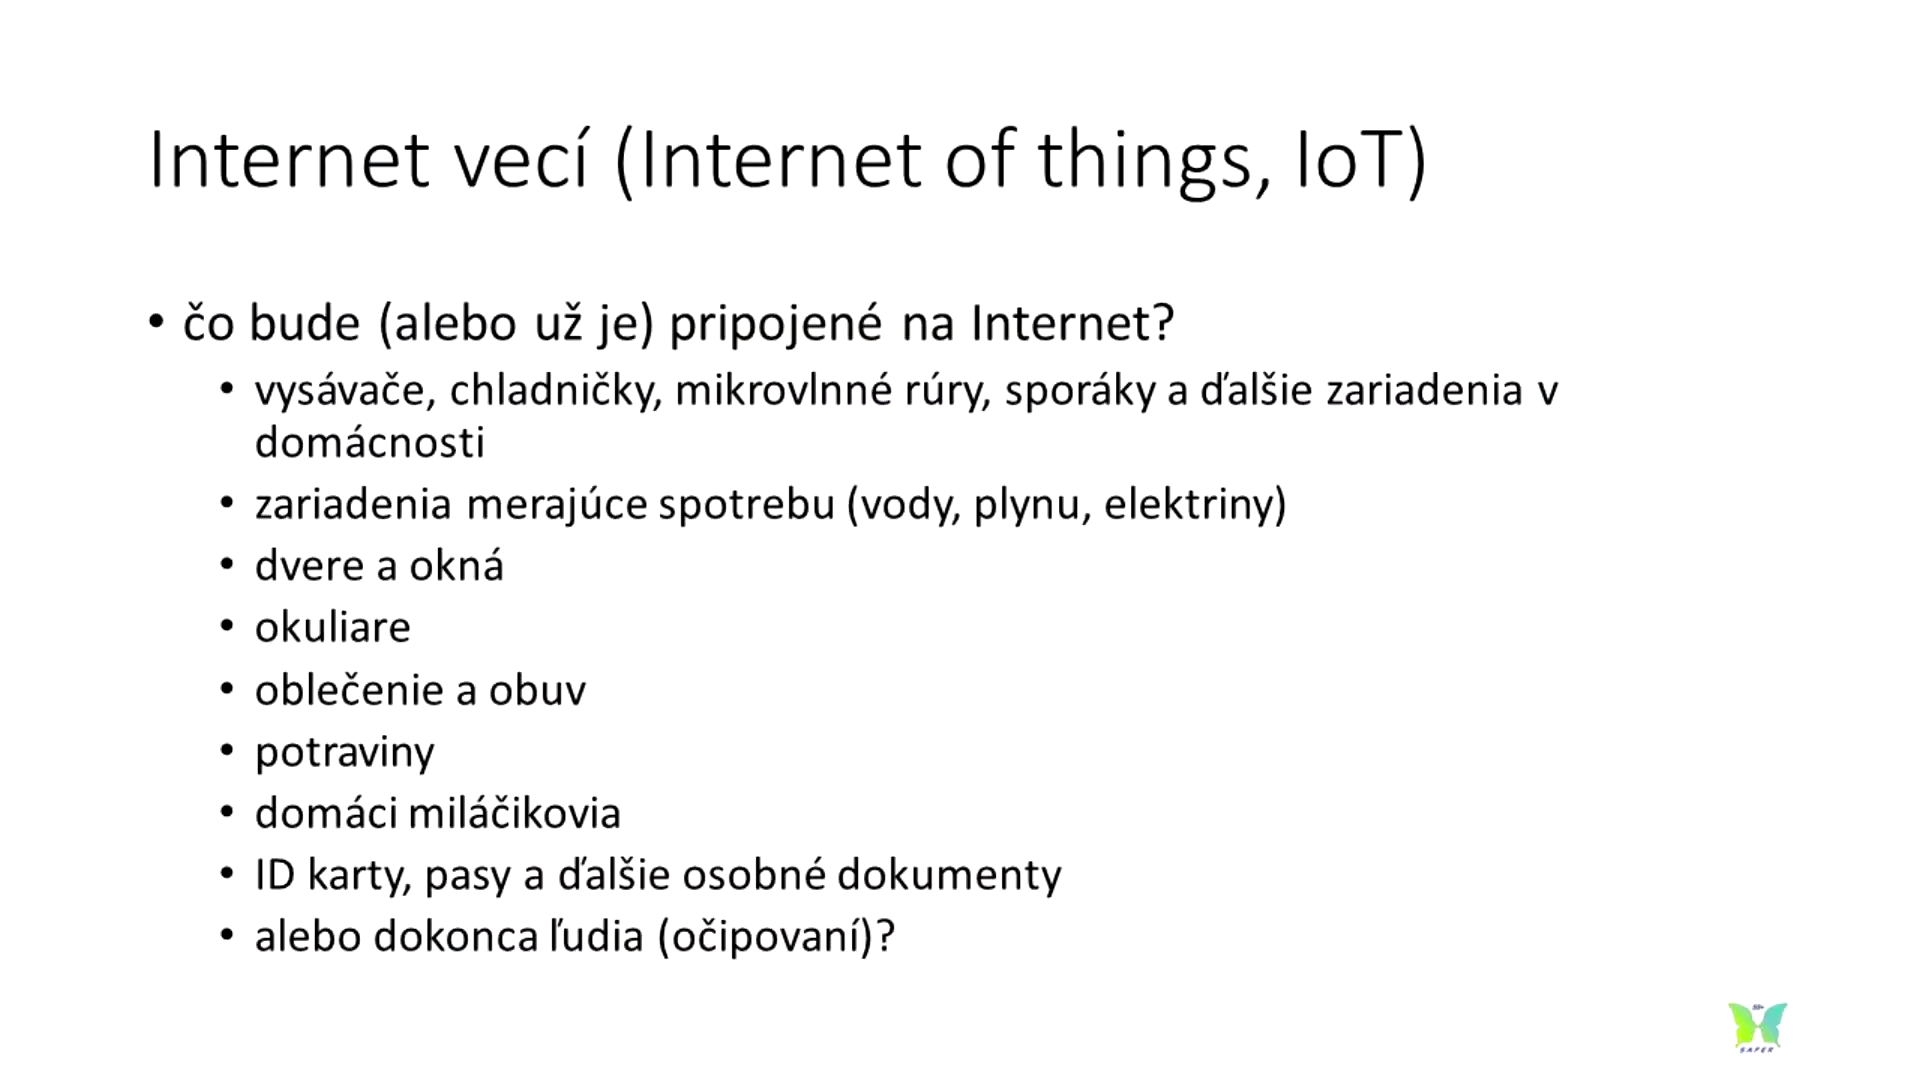 Internet vecí (Internet of things, IoT)
• čo bude (alebo už je) pripojené na Internet?
• vysávače, chladničky, mikrovlnné rúry, sporáky a ďalšie zariadenia v
domácnosti
• zariadenia merajúce spotrebu (vody, plynu, elektriny)
• dvere a okná
• okuliare
• oblečenie a obuv
• potraviny
• domáci miláčikovia
• ID karty, pasy a ďalšie osobné dokumenty
• alebo dokonca ľudia (očipovaní)?
SAFER